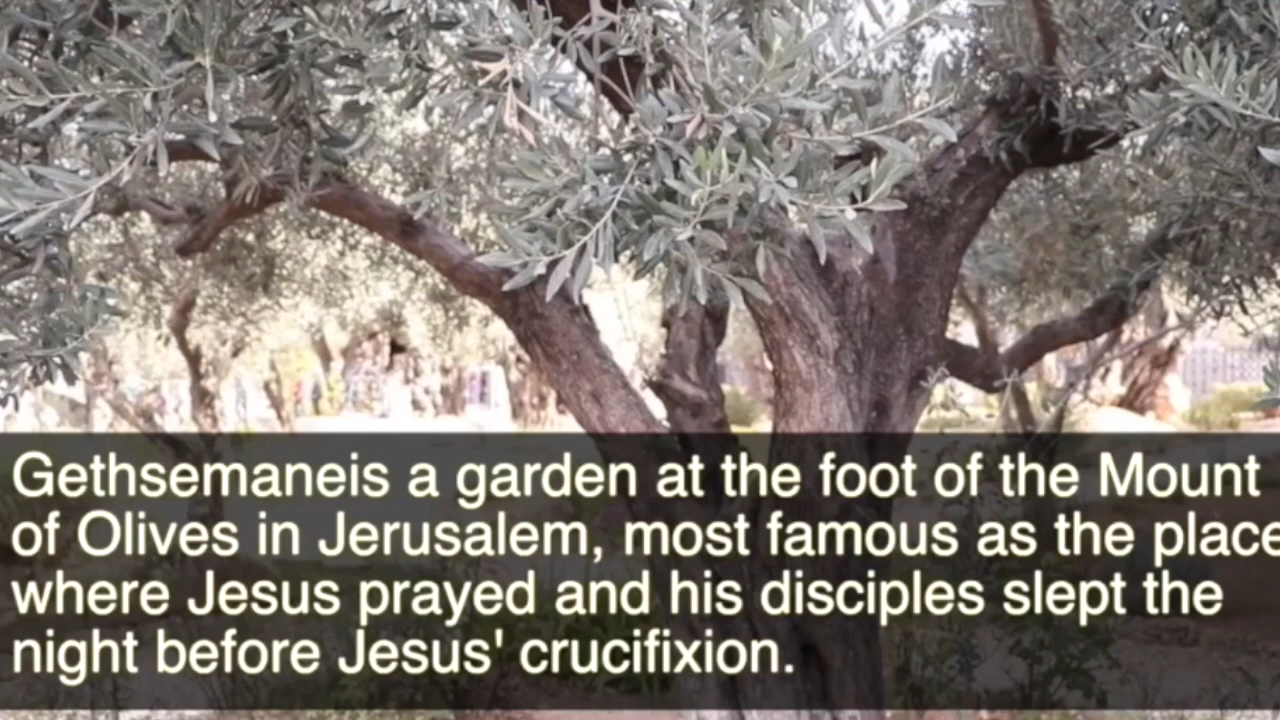 Gethsemaneis a garden at the foot of the Mount
of Olives in Jerusalem, most famous as the place
where Jesus prayed and his disciples slept the
night before Jesus' crucifixion.